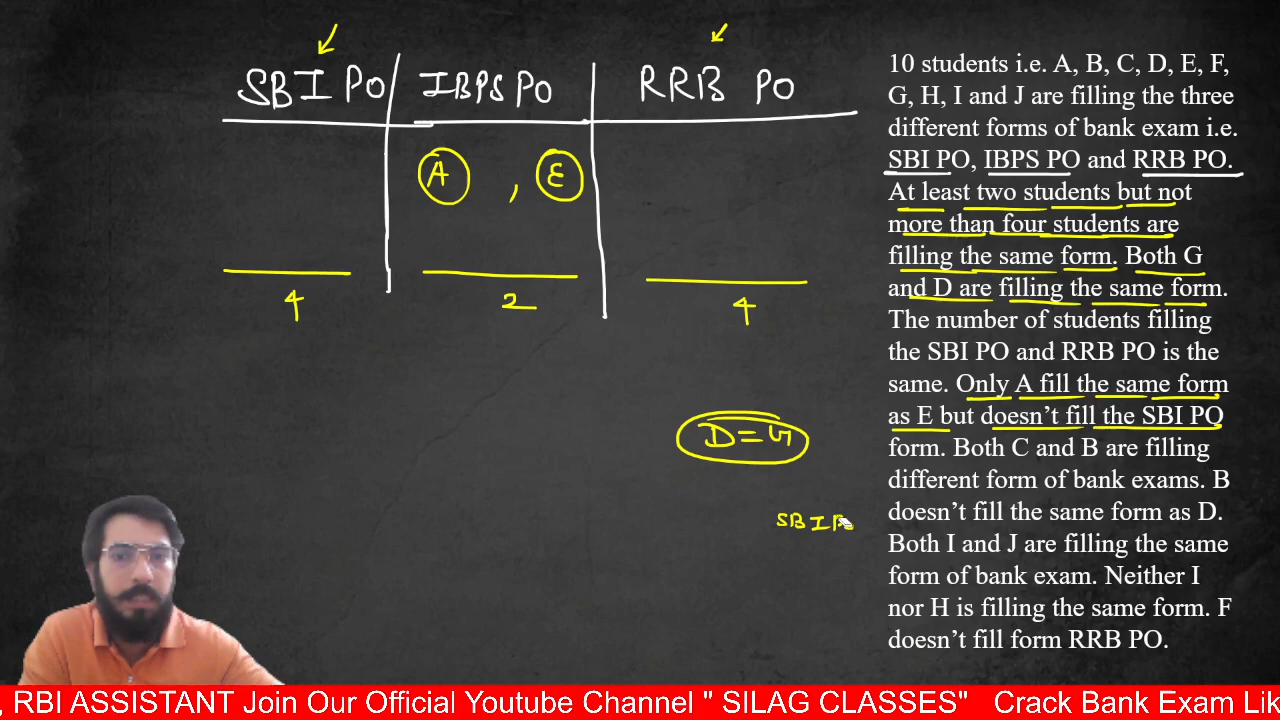 SBI PO
IBPS PO
RRB PO
A , E
4
2
4
D = G
SBI P
10 students i.e. A, B, C, D, E, F,
G, H, I and J are filling the three
different forms of bank exam i.e.
SBI PO, IBPS PO and RRB PO.
At least two students but not
more than four students are
filling the same form. Both G
and D are filling the same form.
The number of students filling
the SBI PO and RRB PO is the
same. Only A fill the same form
as E but doesn’t fill the SBI PO
form. Both C and B are filling
different form of bank exams. B
doesn’t fill the same form as D.
Both I and J are filling the same
form of bank exam. Neither I
nor H is filling the same form. F
doesn’t fill form RRB PO.
, RBI ASSISTANT Join Our Official Youtube Channel " SILAG CLASSES" Crack Bank Exam Lik